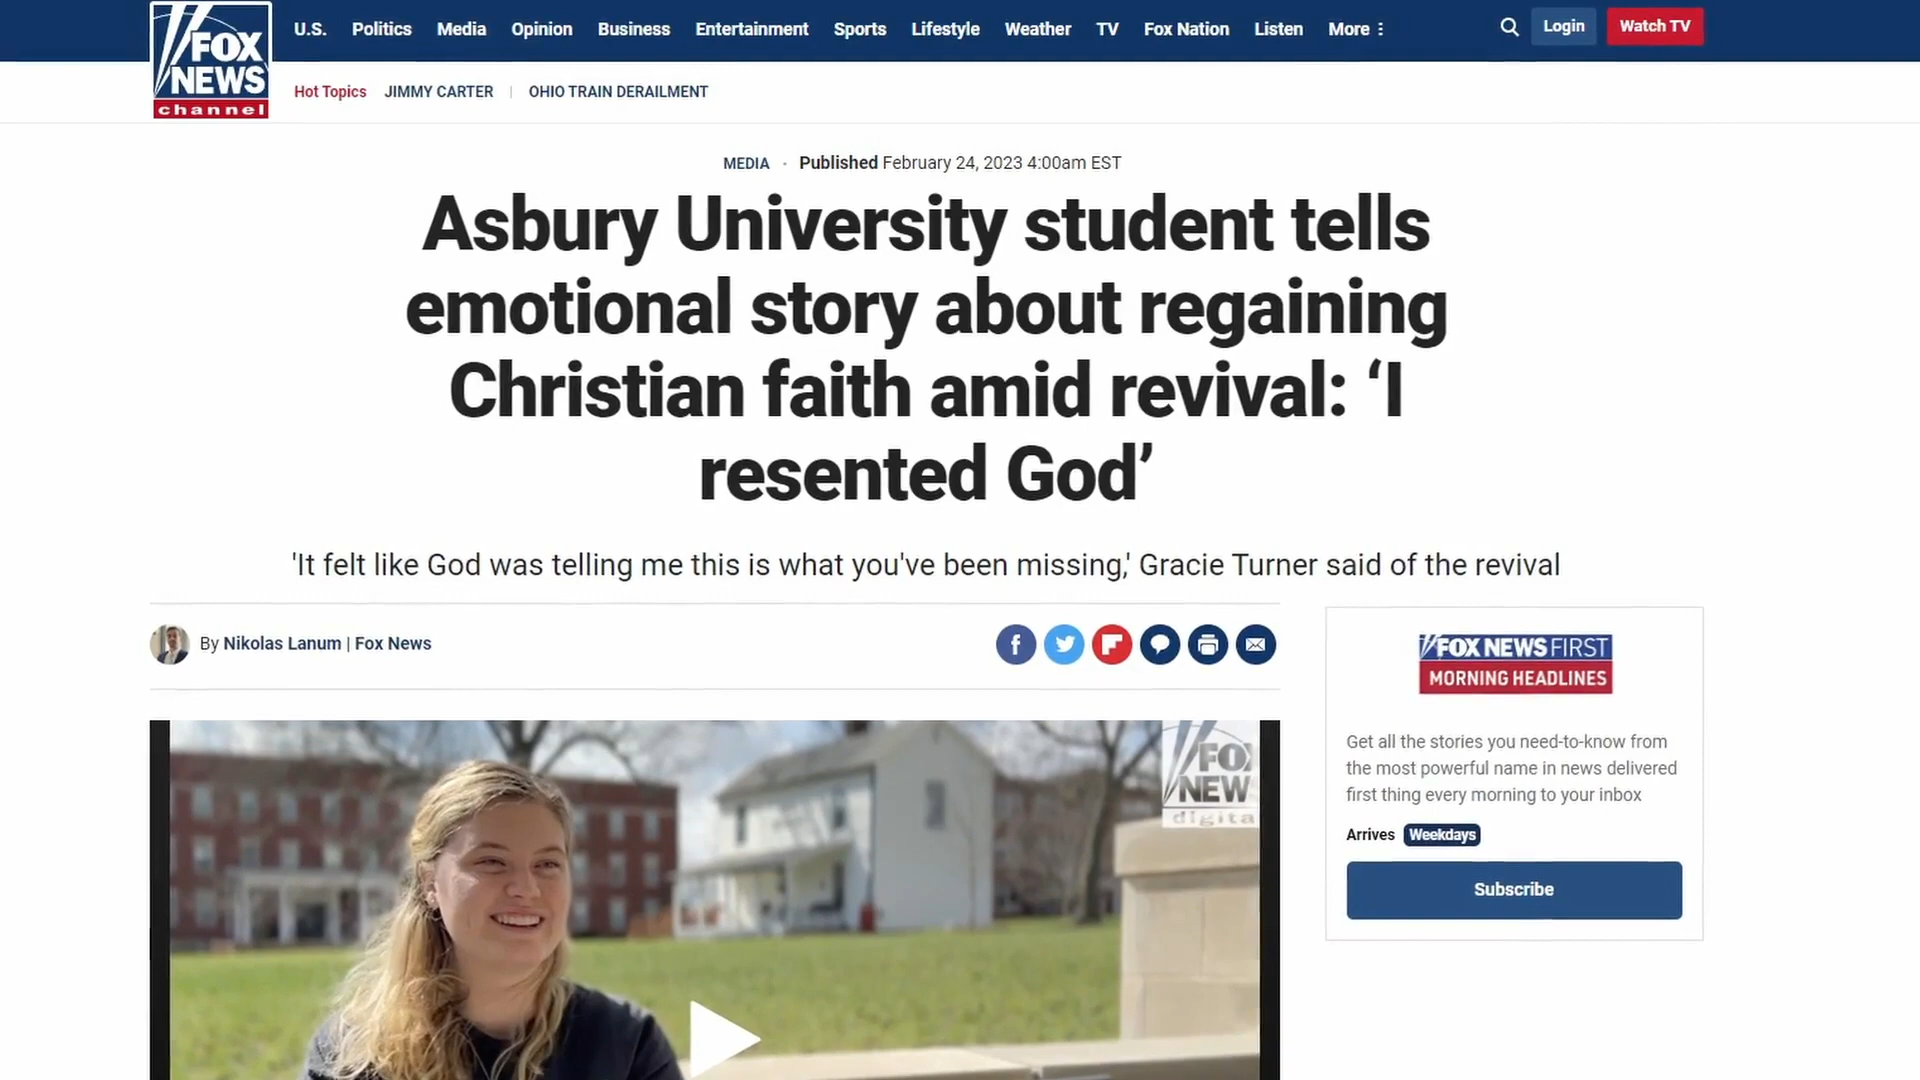 FOX
NEWS
channel
U.S. Politics Media Opinion Business Entertainment Sports Lifestyle Weather TV Fox Nation Listen More Login Watch TV
Hot Topics JIMMY CARTER | OHIO TRAIN DERAILMENT
MEDIA · Published February 24, 2023 4:00am EST
Asbury University student tells
emotional story about regaining
Christian faith amid revival: ‘I
resented God’
'It felt like God was telling me this is what you've been missing,' Gracie Turner said of the revival
By Nikolas Lanum | Fox News
FOX NEWS FIRST
MORNING HEADLINES
Get all the stories you need-to-know from
the most powerful name in news delivered
first thing every morning to your inbox
Arrives Weekdays
Subscribe
FO
NEW
digita